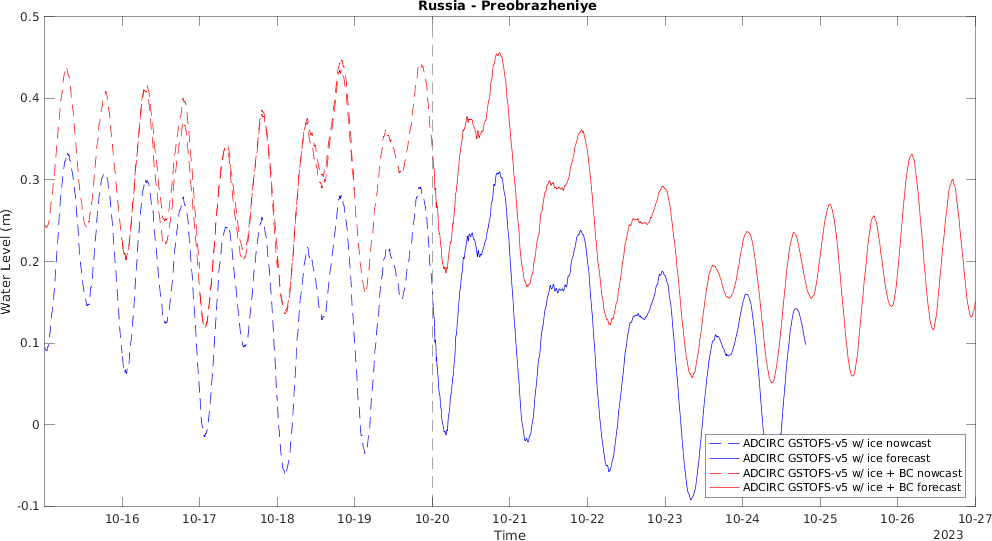 Russia - Preobrazheniye
0.5
0.4
0.3
0.2
0.1
0
-0.1
Water Level (m)
10-16 10-17 10-18 10-19 10-20 10-21 10-22 10-23 10-24 10-25 10-26 10-27
Time
2023
ADCIRC GSTOFS-v5 w/ ice nowcast
ADCIRC GSTOFS-v5 w/ ice forecast
ADCIRC GSTOFS-v5 w/ ice + BC nowcast
ADCIRC GSTOFS-v5 w/ ice + BC forecast